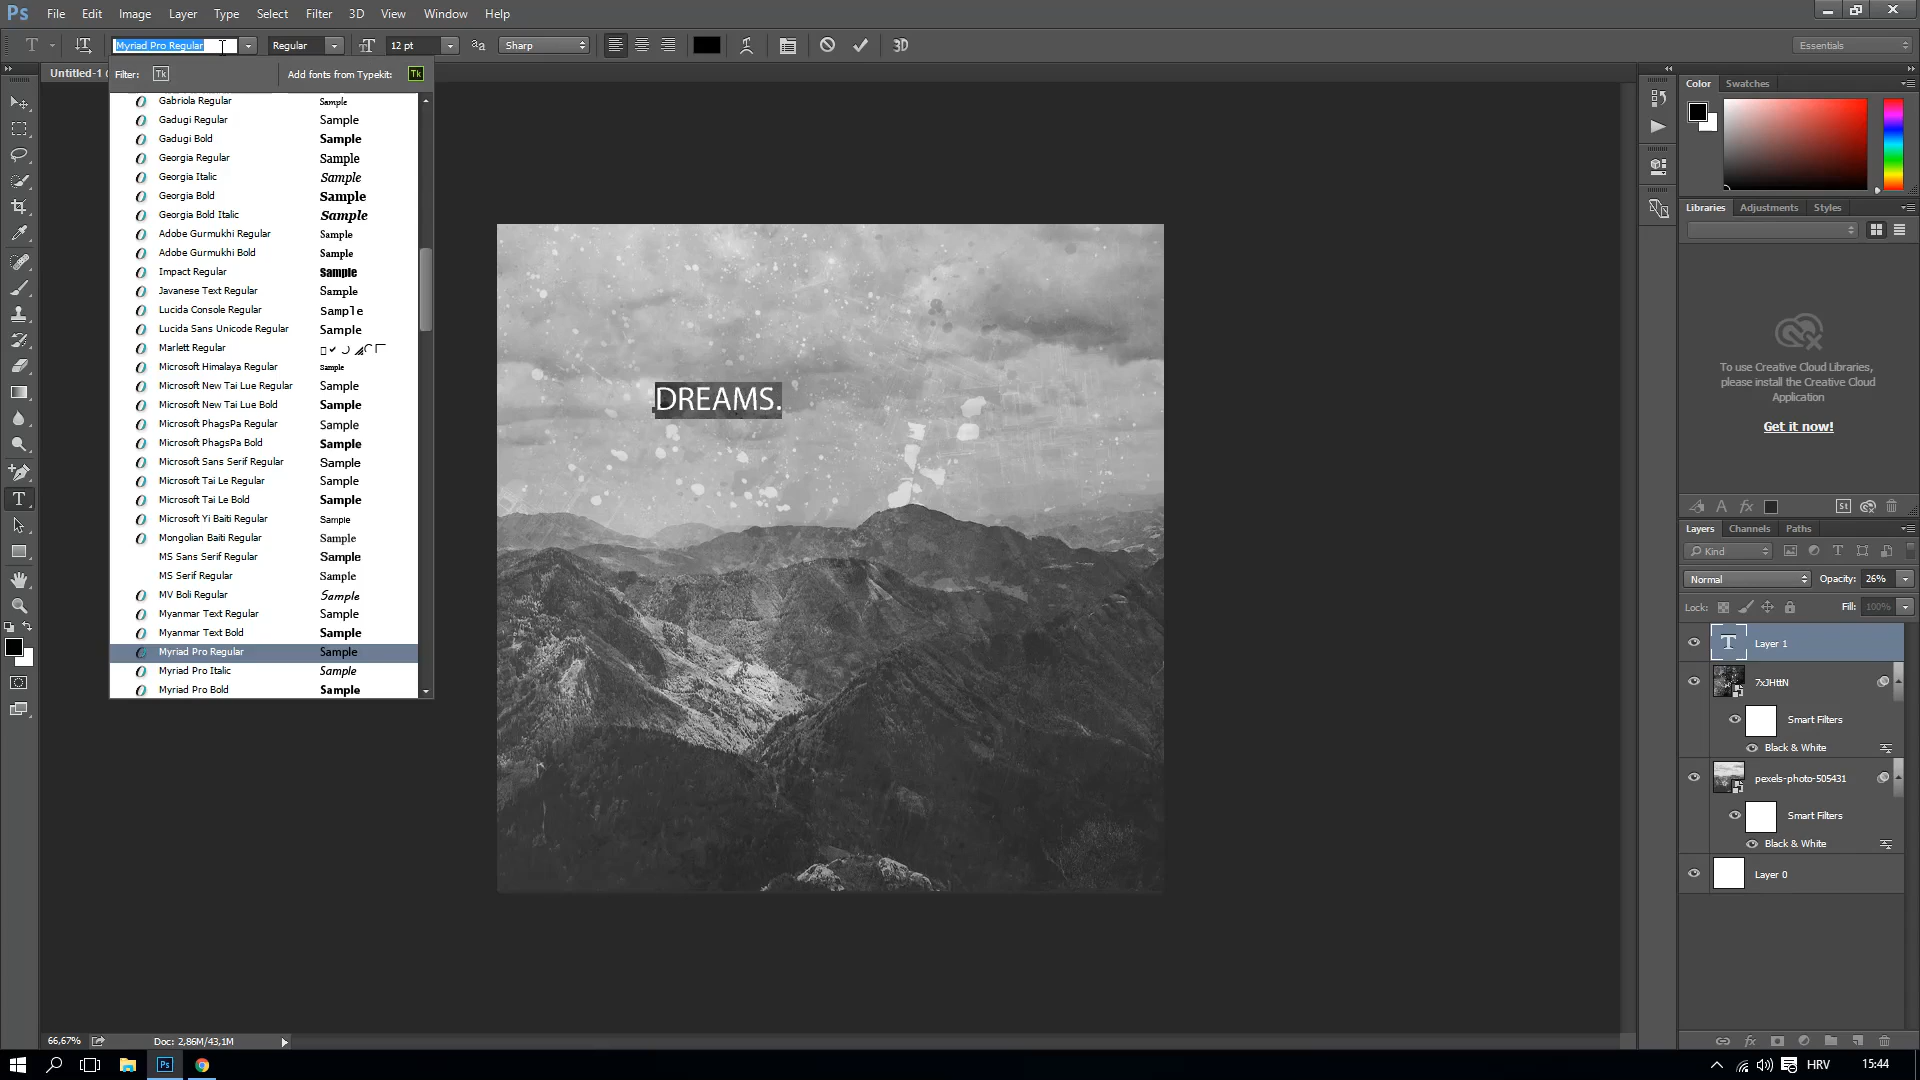 Ps File Edit Image Layer Type Select Filter 3D View Window Help
Myriad Pro Regular Regular 12 pt Sharp 3D Essentials
Filter: Tk Add fonts from Typekit: Tk
Untitled-1
Gabriola Regular Sample
Gadugi Regular Sample
Gadugi Bold Sample
Georgia Regular Sample
Georgia Italic Sample
Georgia Bold Sample
Georgia Bold Italic Sample
Adobe Gurmukhi Regular Sample
Adobe Gurmukhi Bold Sample
Impact Regular Sample
Javanese Text Regular Sample
Lucida Console Regular Sample
Lucida Sans Unicode Regular Sample
Marlett Regular
Microsoft Himalaya Regular Sample
Microsoft New Tai Lue Regular Sample
Microsoft New Tai Lue Bold Sample
Microsoft PhagsPa Regular Sample
Microsoft PhagsPa Bold Sample
Microsoft Sans Serif Regular Sample
Microsoft Tai Le Regular Sample
Microsoft Tai Le Bold Sample
Microsoft Yi Baiti Regular Sample
Mongolian Baiti Regular Sample
MS Sans Serif Regular Sample
MS Serif Regular Sample
MV Boli Regular Sample
Myanmar Text Regular Sample
Myanmar Text Bold Sample
Myriad Pro Regular Sample
Myriad Pro Italic Sample
Myriad Pro Bold Sample
DREAMS.
Color Swatches
Libraries Adjustments Styles
To use Creative Cloud Libraries,
please install the Creative Cloud
Application
Get it now!
St
Layers Channels Paths
Kind
Normal Opacity: 26%
Lock: Fill: 100%
Layer 1
7xJHttN
Smart Filters
Black & White
pexels-photo-505431
Smart Filters
Black & White
Layer 0
66,67% Doc: 2,86M/43,1M
Ps HRV 15:44